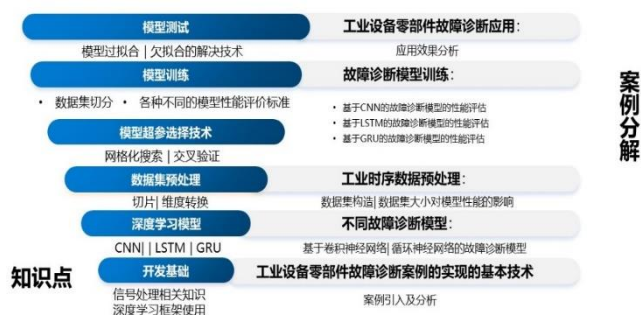 模型测试
工业设备零部件故障诊断应用：
模型过拟合 | 欠拟合的解决技术
应用效果分析
模型训练
故障诊断模型训练：
• 数据集切分 • 各种不同的模型性能评价标准
• 基于CNN的故障诊断模型的性能评估
• 基于LSTM的故障诊断模型的性能评估
• 基于GRU的故障诊断模型的性能评估
模型超参选择技术
网格化搜索 | 交叉验证
数据集预处理
工业时序数据预处理：
切片| 维度转换
数据集构造| 数据集大小对模型性能的影响
深度学习模型
不同故障诊断模型：
CNN| | LSTM | GRU
基于卷积神经网络| 循环神经网络的故障诊断模型
知识点
开发基础
工业设备零部件故障诊断案例的实现的基本技术
信号处理相关知识
深度学习框架使用
案例引入及分析
案例分解